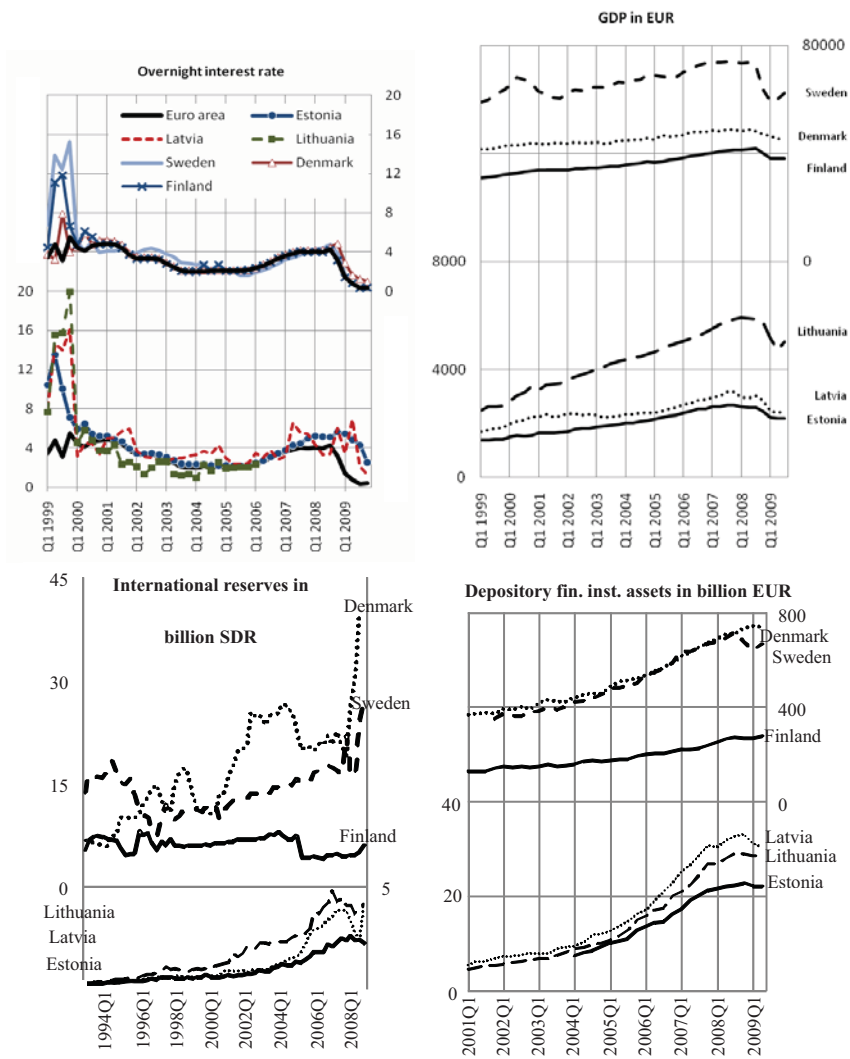 Overnight interest rate
20
Euro area Estonia
Latvia Lithuania
16
Sweden Denmark
Finland
12
8
4
20 0
16
12
8
4
0
Q1 1999
Q1 2000
Q1 2001
Q1 2002
Q1 2003
Q1 2004
Q1 2005
Q1 2006
Q1 2007
Q1 2008
Q1 2009
GDP in EUR
80000
Sweden
Denmark
Finland
8000 0
Lithuania
4000
Latvia
Estonia
0
Q1 1999
Q1 2000
Q1 2001
Q1 2002
Q1 2003
Q1 2004
Q1 2005
Q1 2006
Q1 2007
Q1 2008
Q1 2009
45
International reserves in
billion SDR
Denmark
30
Sweden
15
Finland
0 5
Lithuania
Latvia
Estonia
1994Q1
1996Q1
1998Q1
2000Q1
2002Q1
2004Q1
2006Q1
2008Q1
Depository fin. inst. assets in billion EUR
800
Denmark
Sweden
400
Finland
40 0
Latvia
Lithuania
Estonia
20
0
2001Q1
2002Q1
2003Q1
2004Q1
2005Q1
2006Q1
2007Q1
2008Q1
2009Q1